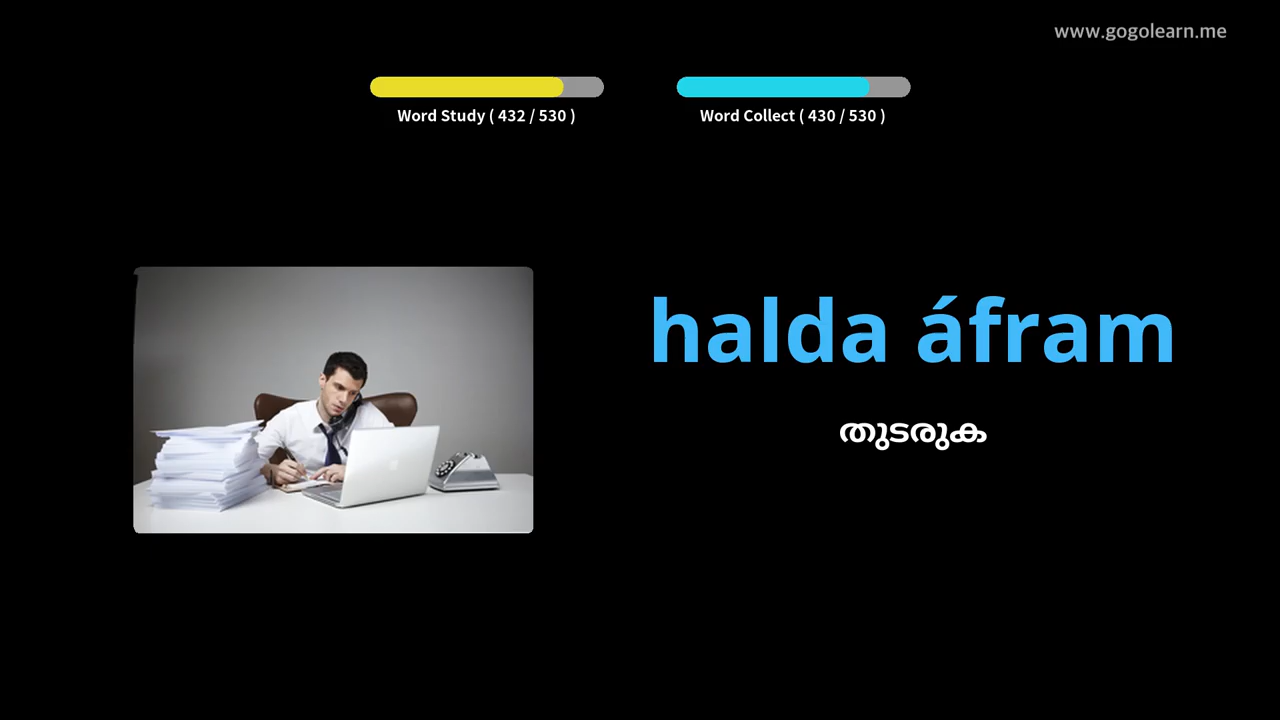 www.gogolearn.me
Word Study ( 432 / 530 )
Word Collect ( 430 / 530 )
halda áfram
തുടരുക